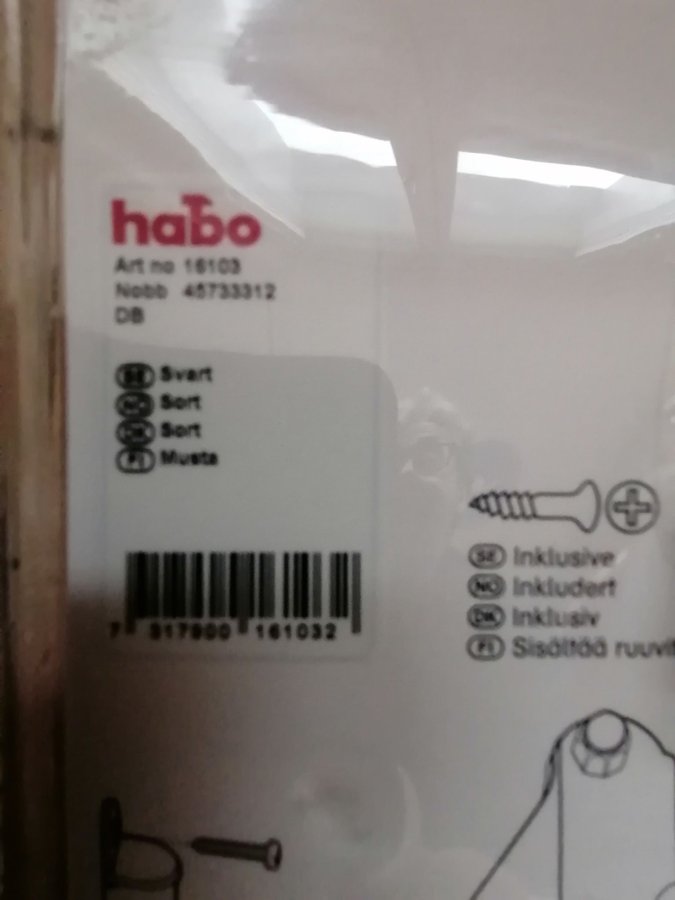 habo
Art no 16103
Nobb 45733312
DB
SE Svart
NO Sort
DK Sort
FI Musta
7 317900 161032
SE Inklusive
NO Inkludert
DK Inklusiv
FI Sisältää ruuvit